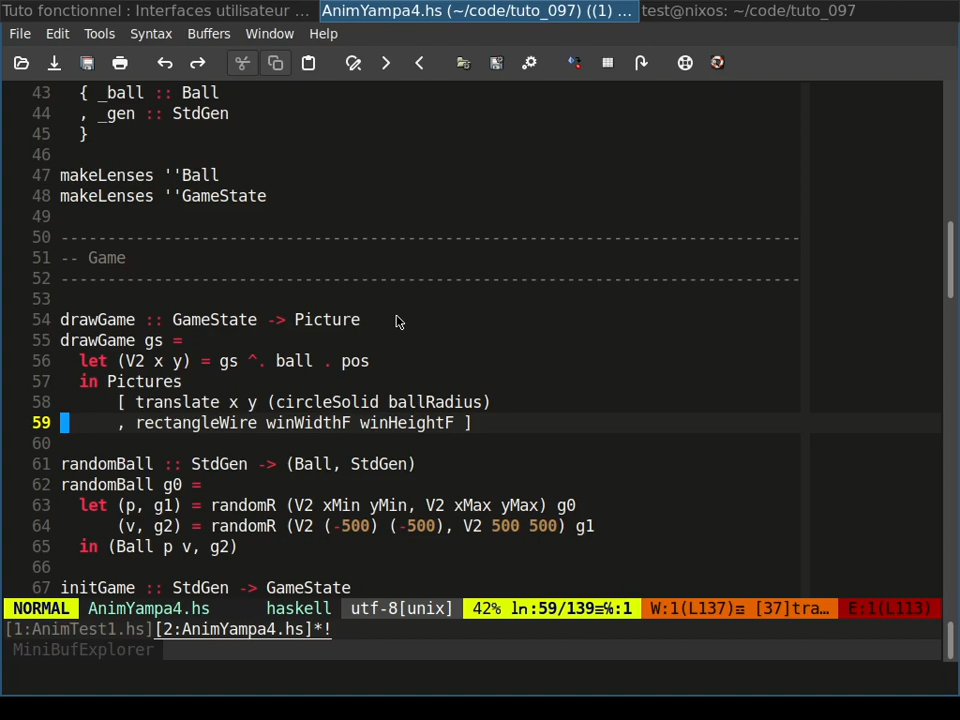 Tuto fonctionnel : Interfaces utilisateur ... AnimYampa4.hs (~/code/tuto_097) ((1) ... test@nixos: ~/code/tuto_097
File Edit Tools Syntax Buffers Window Help
43 { _ball :: Ball
44 , _gen :: StdGen
45 }
46
47 makeLenses ''Ball
48 makeLenses ''GameState
49
50 -------------------------------------------------------------------------------
51 -- Game
52 -------------------------------------------------------------------------------
53
54 drawGame :: GameState -> Picture
55 drawGame gs =
56 let (V2 x y) = gs ^. ball . pos
57 in Pictures
58 [ translate x y (circleSolid ballRadius)
59 , rectangleWire winWidthF winHeightF ]
60
61 randomBall :: StdGen -> (Ball, StdGen)
62 randomBall g0 =
63 let (p, g1) = randomR (V2 xMin yMin, V2 xMax yMax) g0
64 (v, g2) = randomR (V2 (-500) (-500), V2 500 500) g1
65 in (Ball p v, g2)
66
67 initGame :: StdGen -> GameState
NORMAL AnimYampa4.hs haskell utf-8[unix] 42% ln:59/139≡℅:1 W:1(L137)≡ [37]tra… E:1(L113)
[1:AnimTest1.hs][2:AnimYampa4.hs]*!
MiniBufExplorer